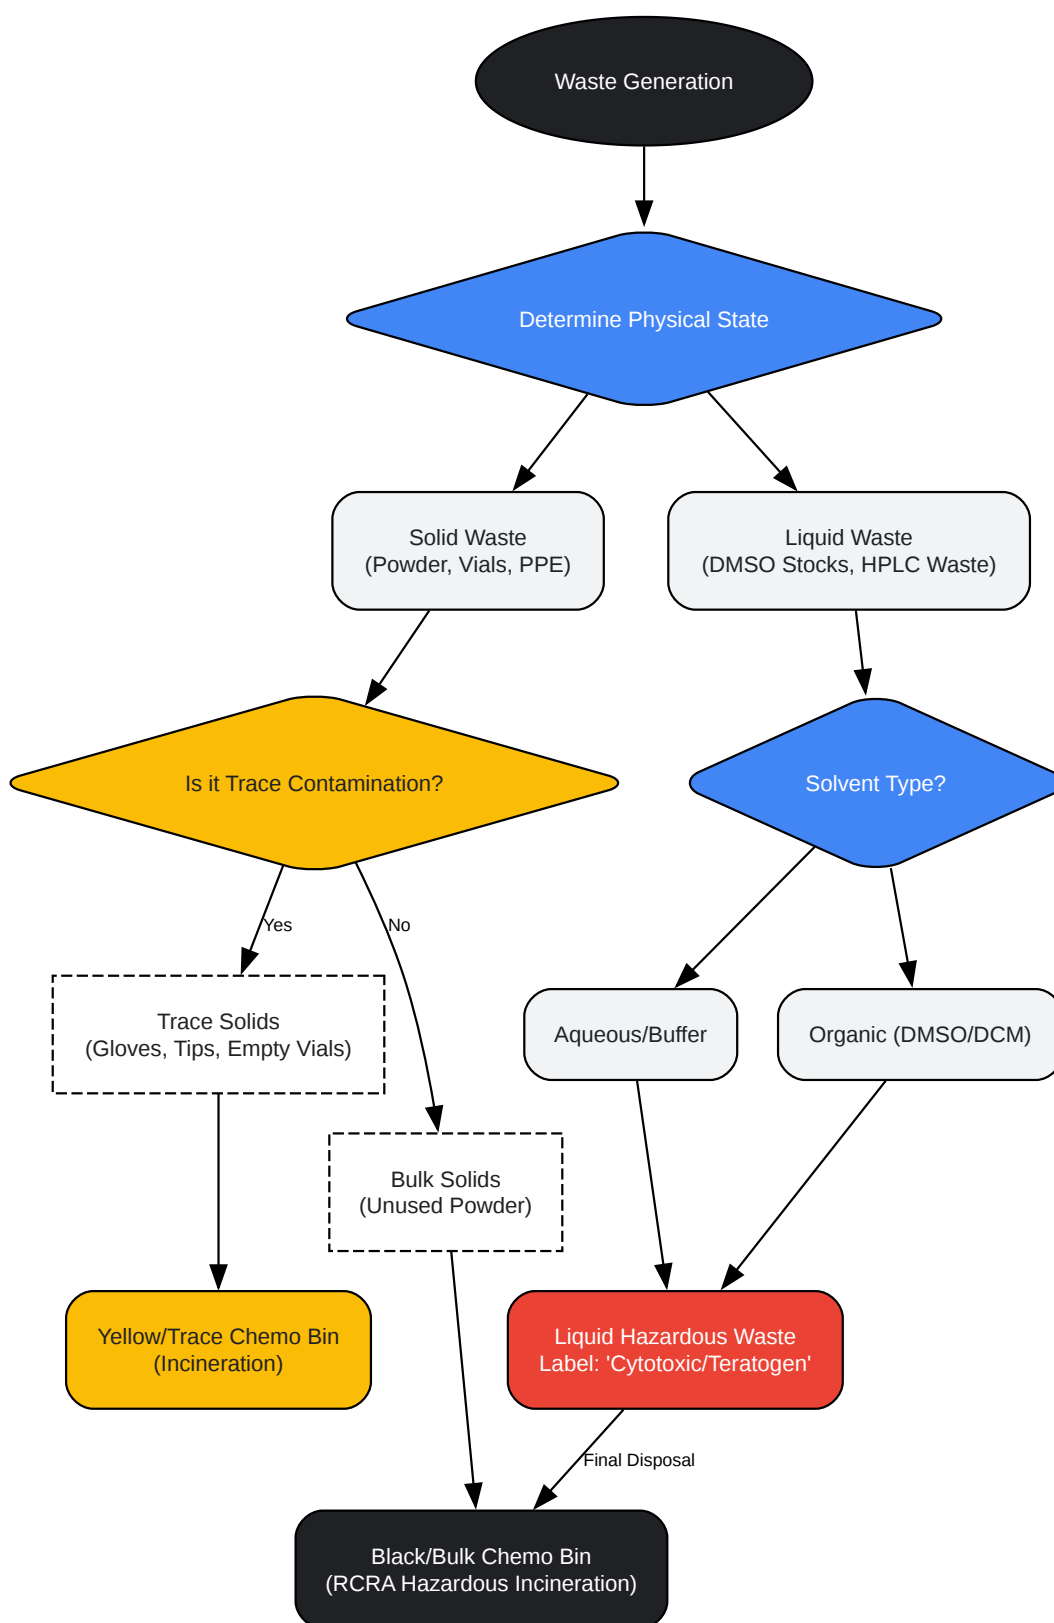 Waste Generation
Determine Physical State
Solid Waste
(Powder, Vials, PPE)
Liquid Waste
(DMSO Stocks, HPLC Waste)
Is it Trace Contamination?
Solvent Type?
Yes
No
Trace Solids
(Gloves, Tips, Empty Vials)
Aqueous/Buffer
Organic (DMSO/DCM)
Bulk Solids
(Unused Powder)
Yellow/Trace Chemo Bin
(Incineration)
Liquid Hazardous Waste
Label: 'Cytotoxic/Teratogen'
Final Disposal
Black/Bulk Chemo Bin
(RCRA Hazardous Incineration)